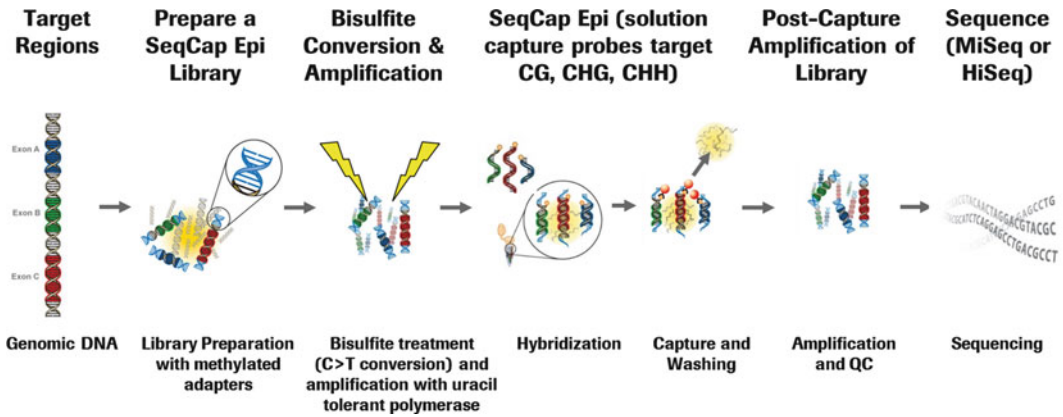 Target
Regions
Prepare a
SeqCap Epi
Library
Bisulfite
Conversion &
Amplification
SeqCap Epi (solution
capture probes target
CG, CHG, CHH)
Post-Capture
Amplification of
Library
Sequence
(MiSeq or
HiSeq)
Exon A
Exon B
Exon C
Genomic DNA
Library Preparation
with methylated
adapters
Bisulfite treatment
(C>T conversion) and
amplification with uracil
tolerant polymerase
Hybridization
Capture and
Washing
Amplification
and QC
Sequencing